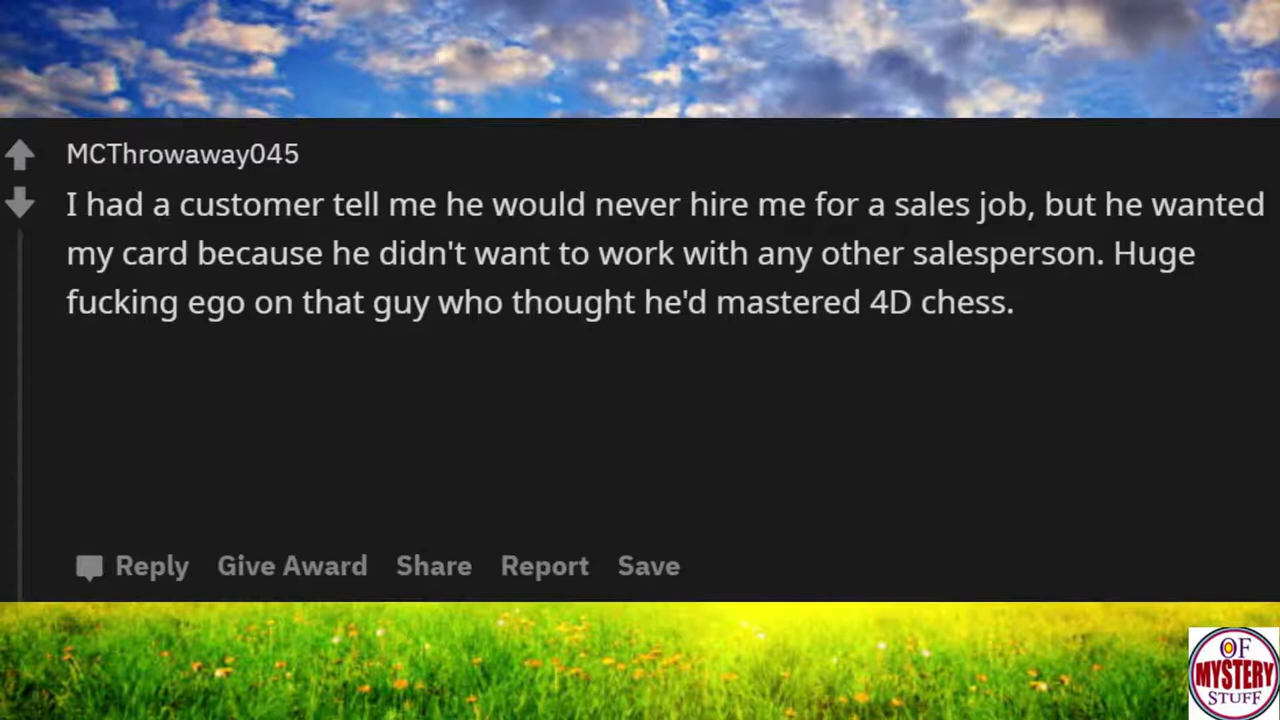 MCThrowaway045
I had a customer tell me he would never hire me for a sales job, but he wanted
my card because he didn't want to work with any other salesperson. Huge
fucking ego on that guy who thought he'd mastered 4D chess.
Reply Give Award Share Report Save
OF
MYSTERY
STUFF